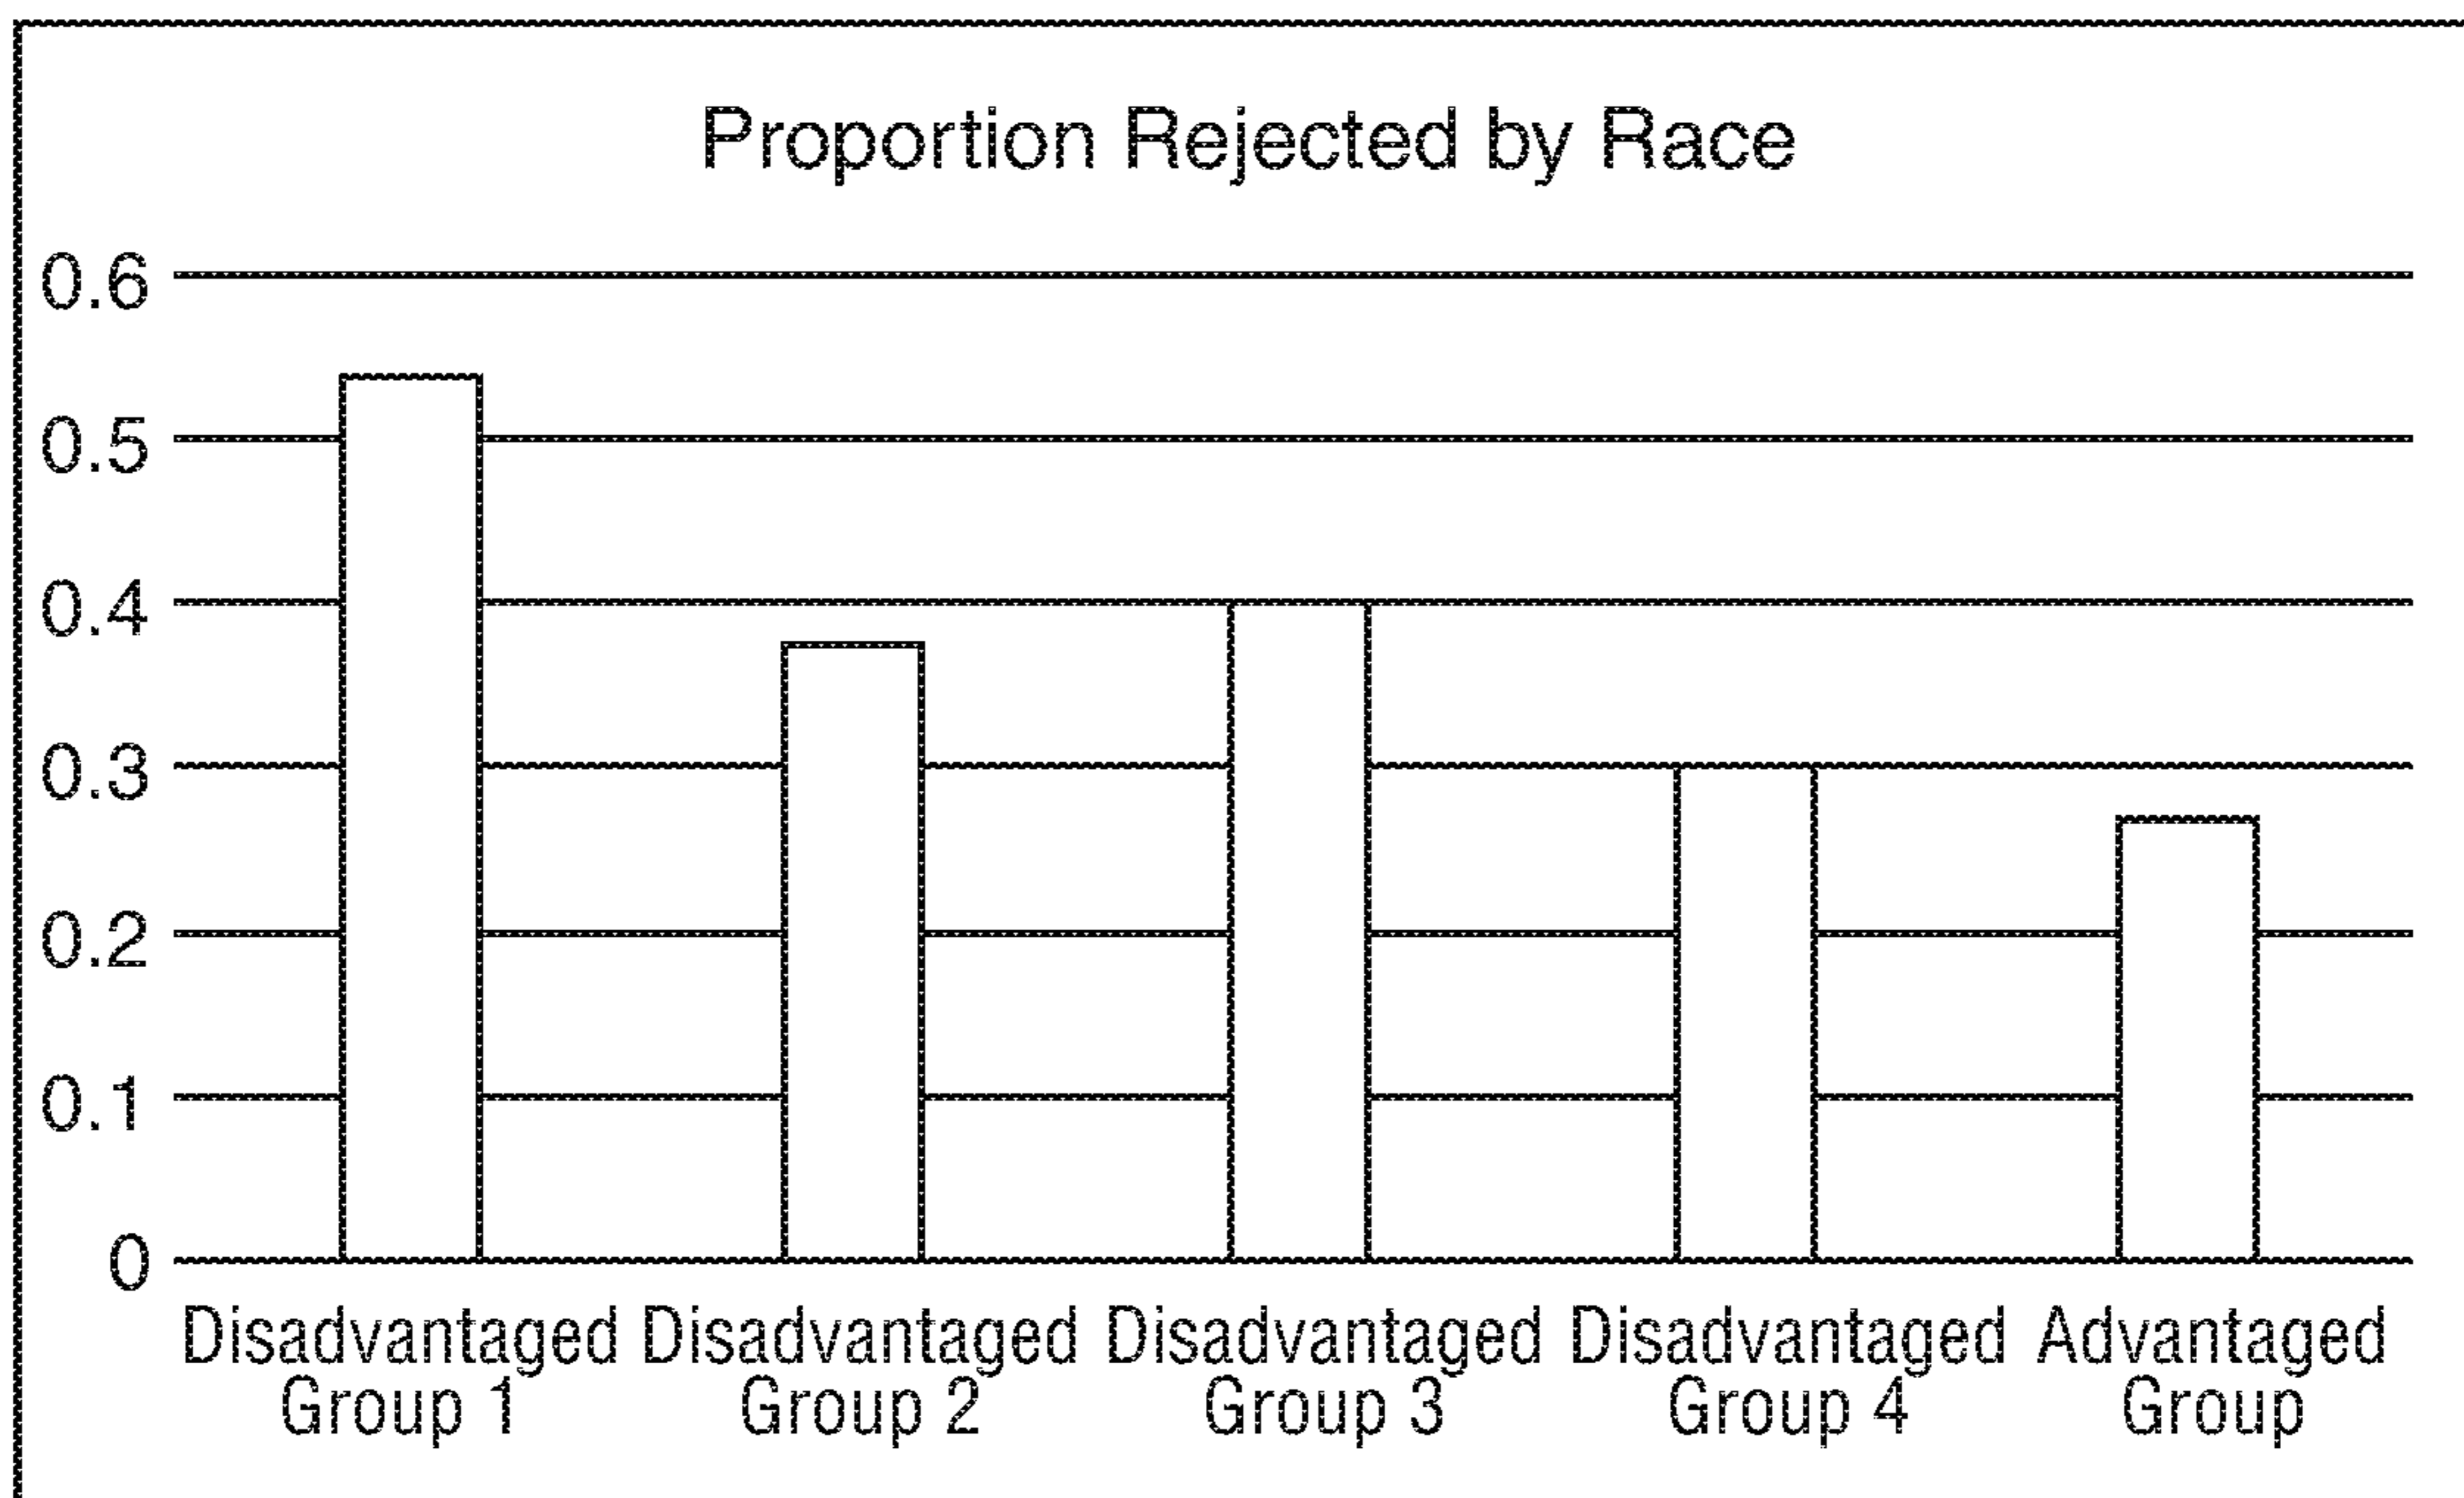 Proportion Rejected by Race
0.6
0.5
0.4
0.3
0.2
0.1
0
Disadvantaged Group 1
Disadvantaged Group 2
Disadvantaged Group 3
Disadvantaged Group 4
Advantaged Group